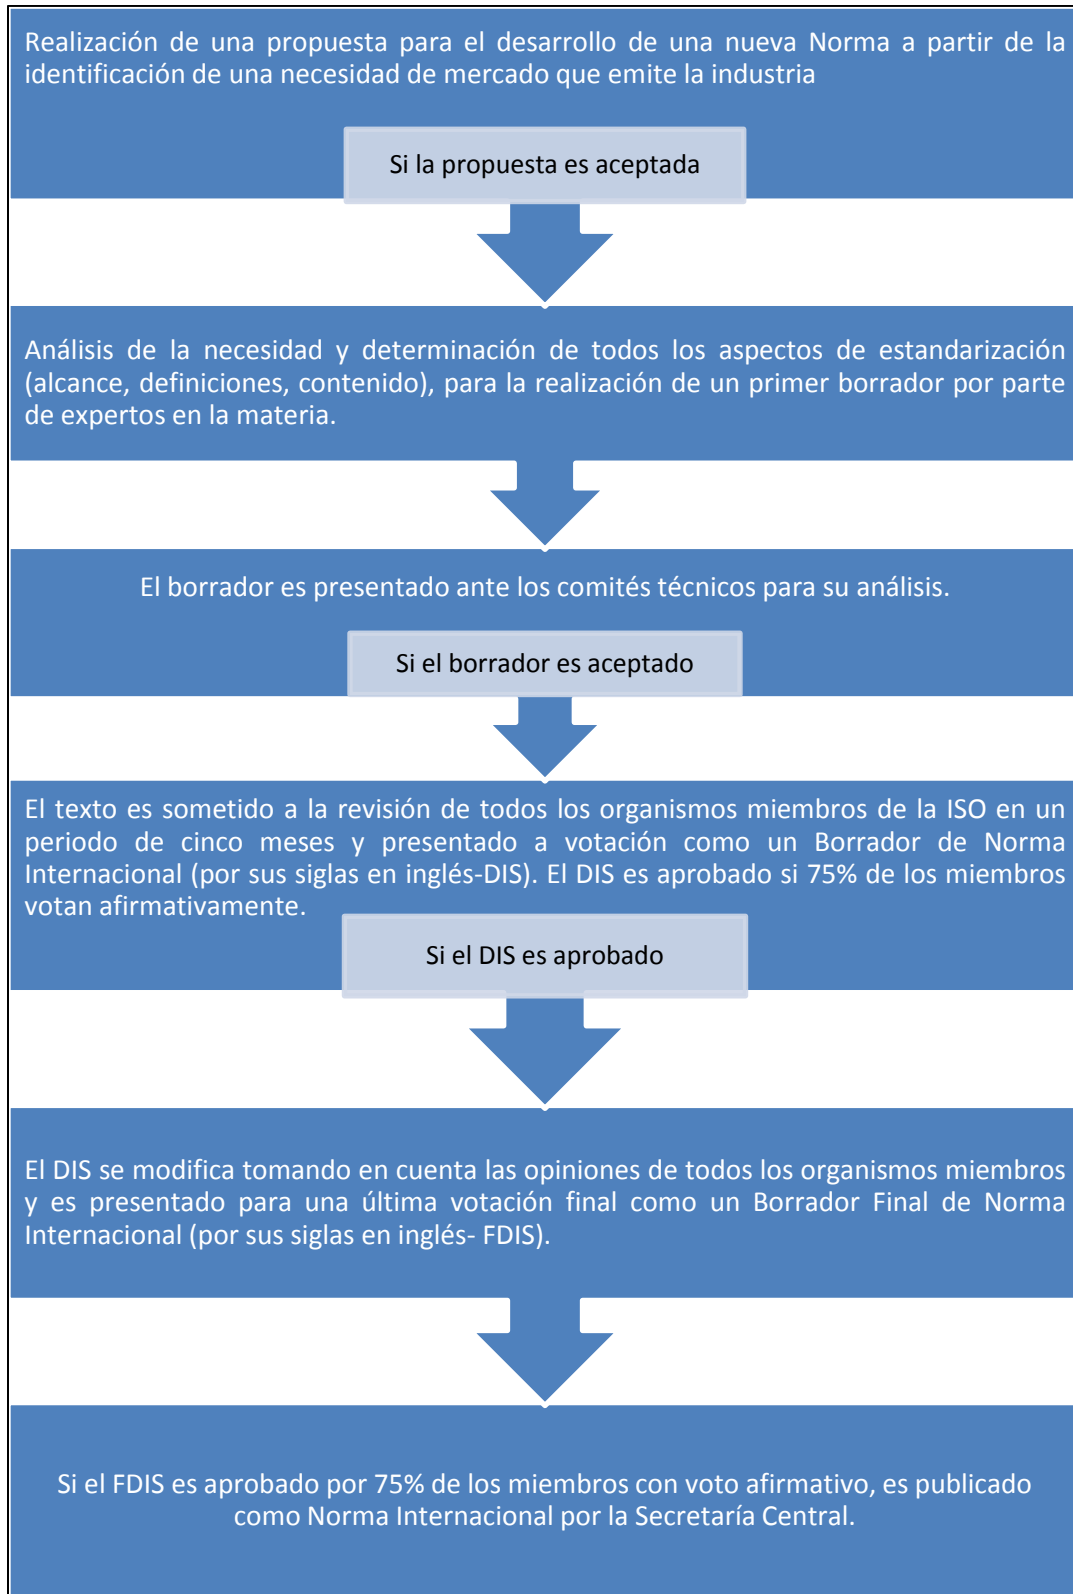 Realización de una propuesta para el desarrollo de una nueva Norma a partir de la
identificación de una necesidad de mercado que emite la industria
Si la propuesta es aceptada
Análisis de la necesidad y determinación de todos los aspectos de estandarización
(alcance, definiciones, contenido), para la realización de un primer borrador por parte
de expertos en la materia.
El borrador es presentado ante los comités técnicos para su análisis.
Si el borrador es aceptado
El texto es sometido a la revisión de todos los organismos miembros de la ISO en un
periodo de cinco meses y presentado a votación como un Borrador de Norma
Internacional (por sus siglas en inglés-DIS). El DIS es aprobado si 75% de los miembros
votan afirmativamente.
Si el DIS es aprobado
El DIS se modifica tomando en cuenta las opiniones de todos los organismos miembros
y es presentado para una última votación final como un Borrador Final de Norma
Internacional (por sus siglas en inglés- FDIS).
Si el FDIS es aprobado por 75% de los miembros con voto afirmativo, es publicado
como Norma Internacional por la Secretaría Central.